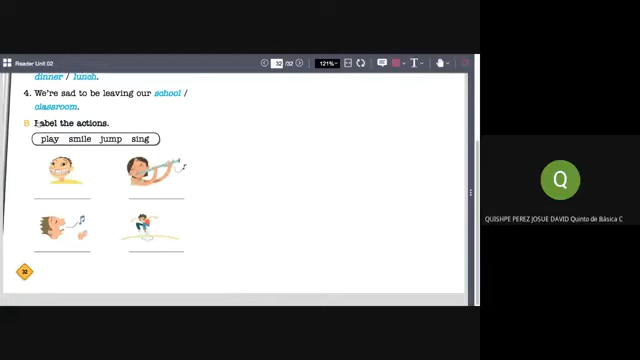 Reader Unit 02
32 /32
121%
T
dinner / lunch.
4. We're sad to be leaving our school /
classroom.
B Label the actions.
play smile jump sing
32
Q
QUISHPE PEREZ JOSUE DAVID Quinto de Básica C